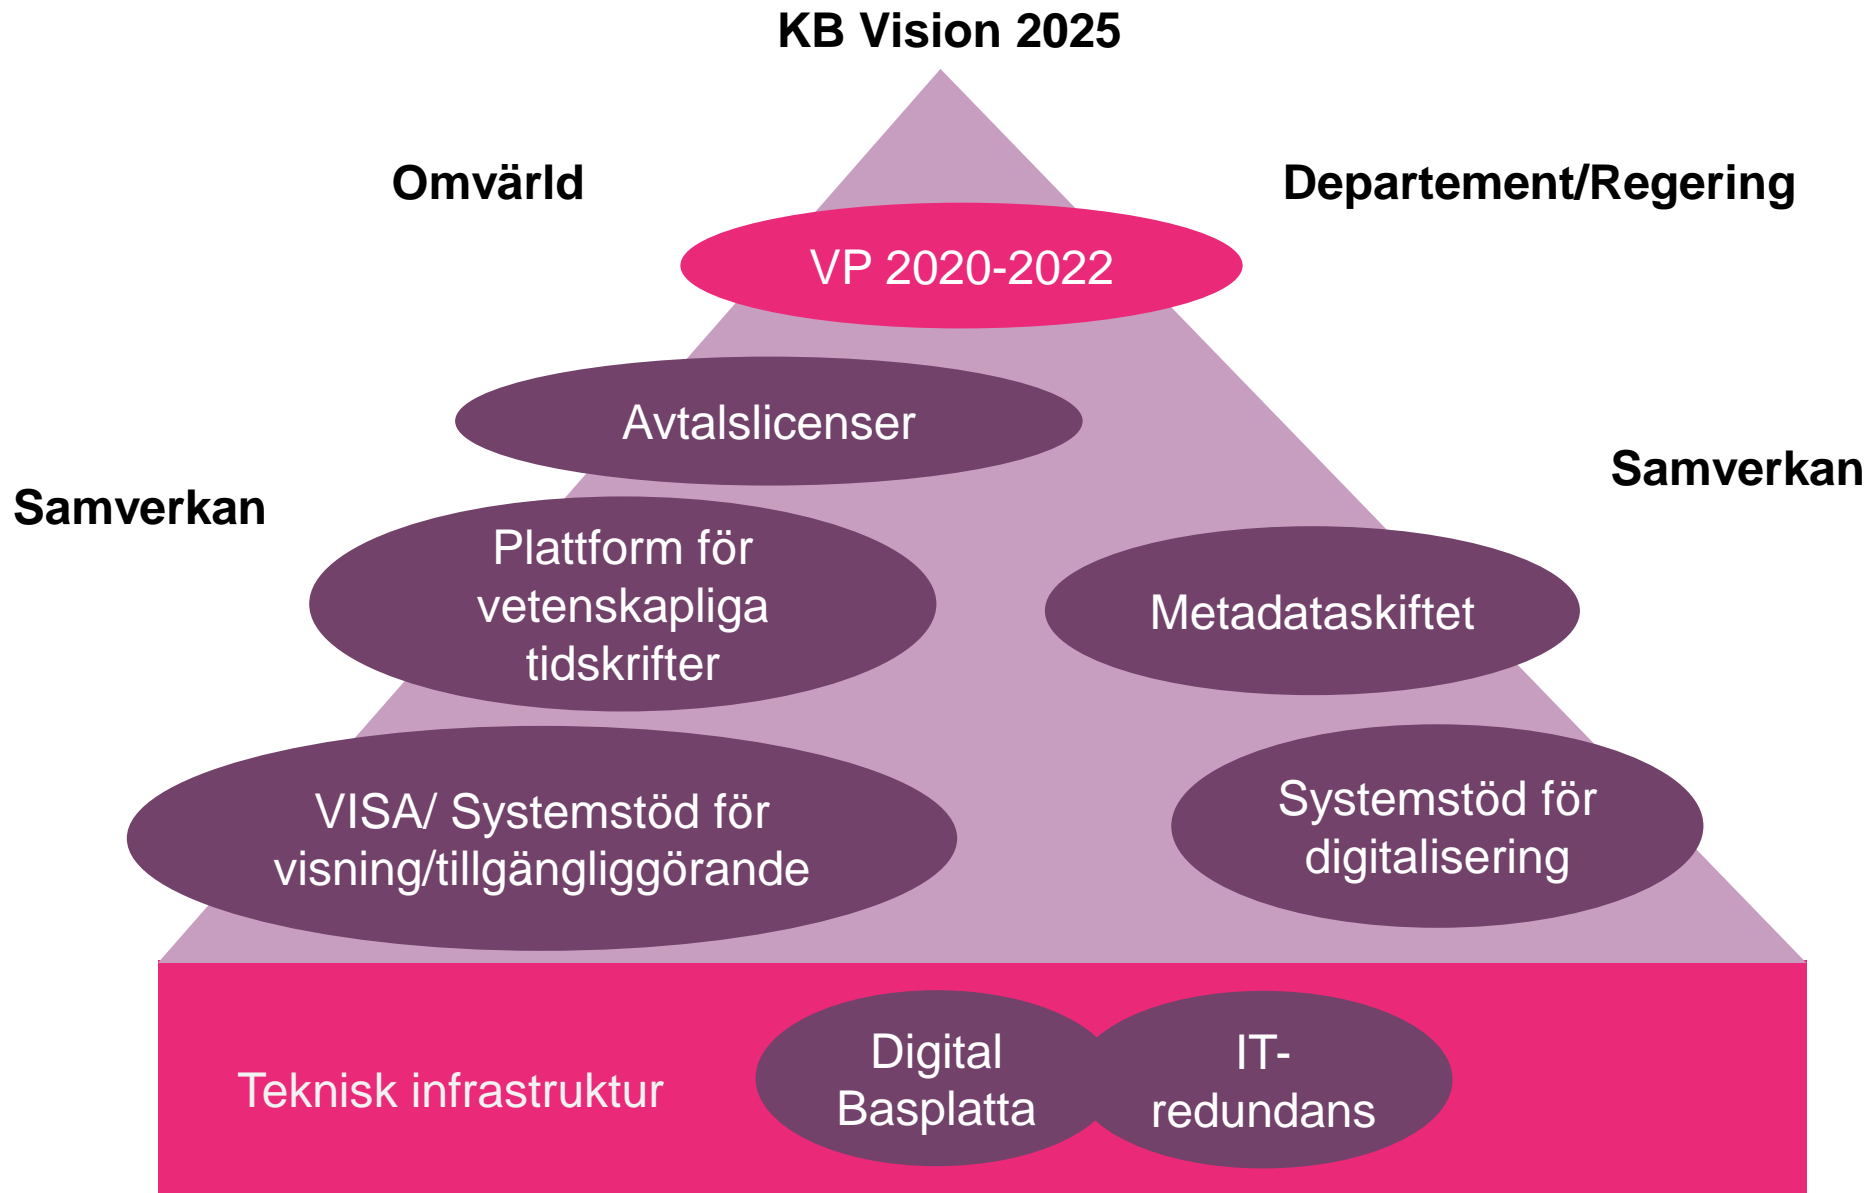 KB Vision 2025
Omvärld
Departement/Regering
VP 2020-2022
Avtalslicenser
Samverkan
Samverkan
Plattform för
vetenskapliga
tidskrifter
Metadataskiftet
VISA/ Systemstöd för
visning/tillgängliggörande
Systemstöd för
digitalisering
Teknisk infrastruktur
Digital
Basplatta
IT-
redundans